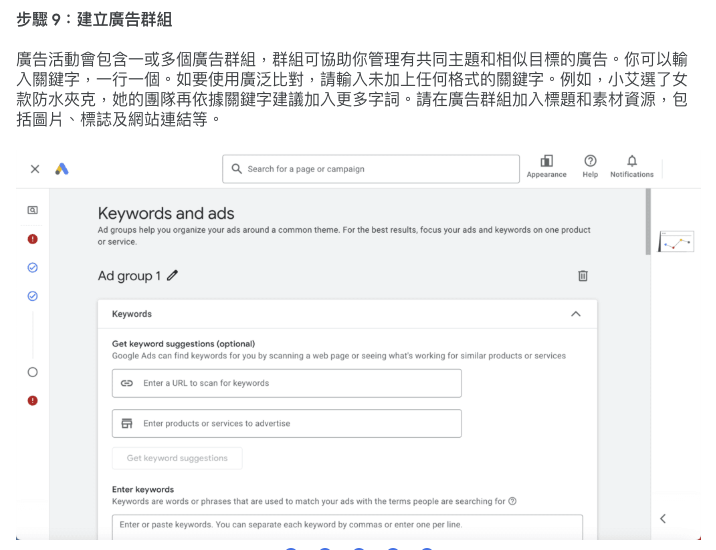 步驟 9：建立廣告群組
廣告活動會包含一或多個廣告群組，群組可協助你管理有共同主題和相似目標的廣告。你可以輸
入關鍵字，一行一個。如要使用廣泛比對，請輸入未加上任何格式的關鍵字。例如，小艾選了女
款防水夾克，她的團隊再依據關鍵字建議加入更多字詞。請在廣告群組加入標題和素材資源，包
括圖片、標誌及網站連結等。
Search for a page or campaign
Appearance
Help
Notifications
Keywords and ads
Ad groups help you organize your ads around a common theme. For the best results, focus your ads and keywords on one product
or service.
Ad group 1
Keywords
Get keyword suggestions (optional)
Google Ads can find keywords for you by scanning a web page or seeing what's working for similar products or services
Enter a URL to scan for keywords
Enter products or services to advertise
Get keyword suggestions
Enter keywords
Keywords are words or phrases that are used to match your ads with the terms people are searching for
Enter or paste keywords. You can separate each keyword by commas or enter one per line.